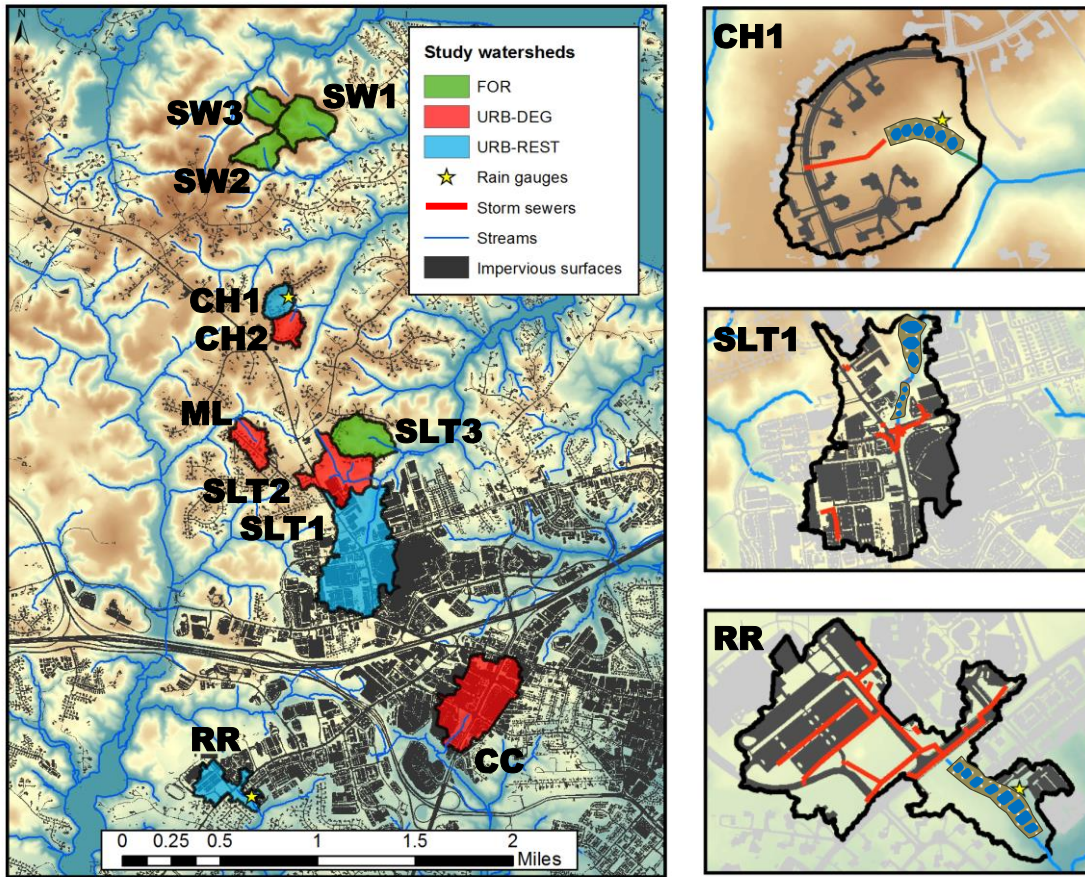 N
Study watersheds
FOR
URB-DEG
URB-REST
Rain gauges
Storm sewers
Streams
Impervious surfaces
SW3
SW1
SW2
CH1
CH2
ML
SLT3
SLT2
SLT1
RR
CC
0 0.25 0.5 1 1.5 2
Miles
CH1
SLT1
RR